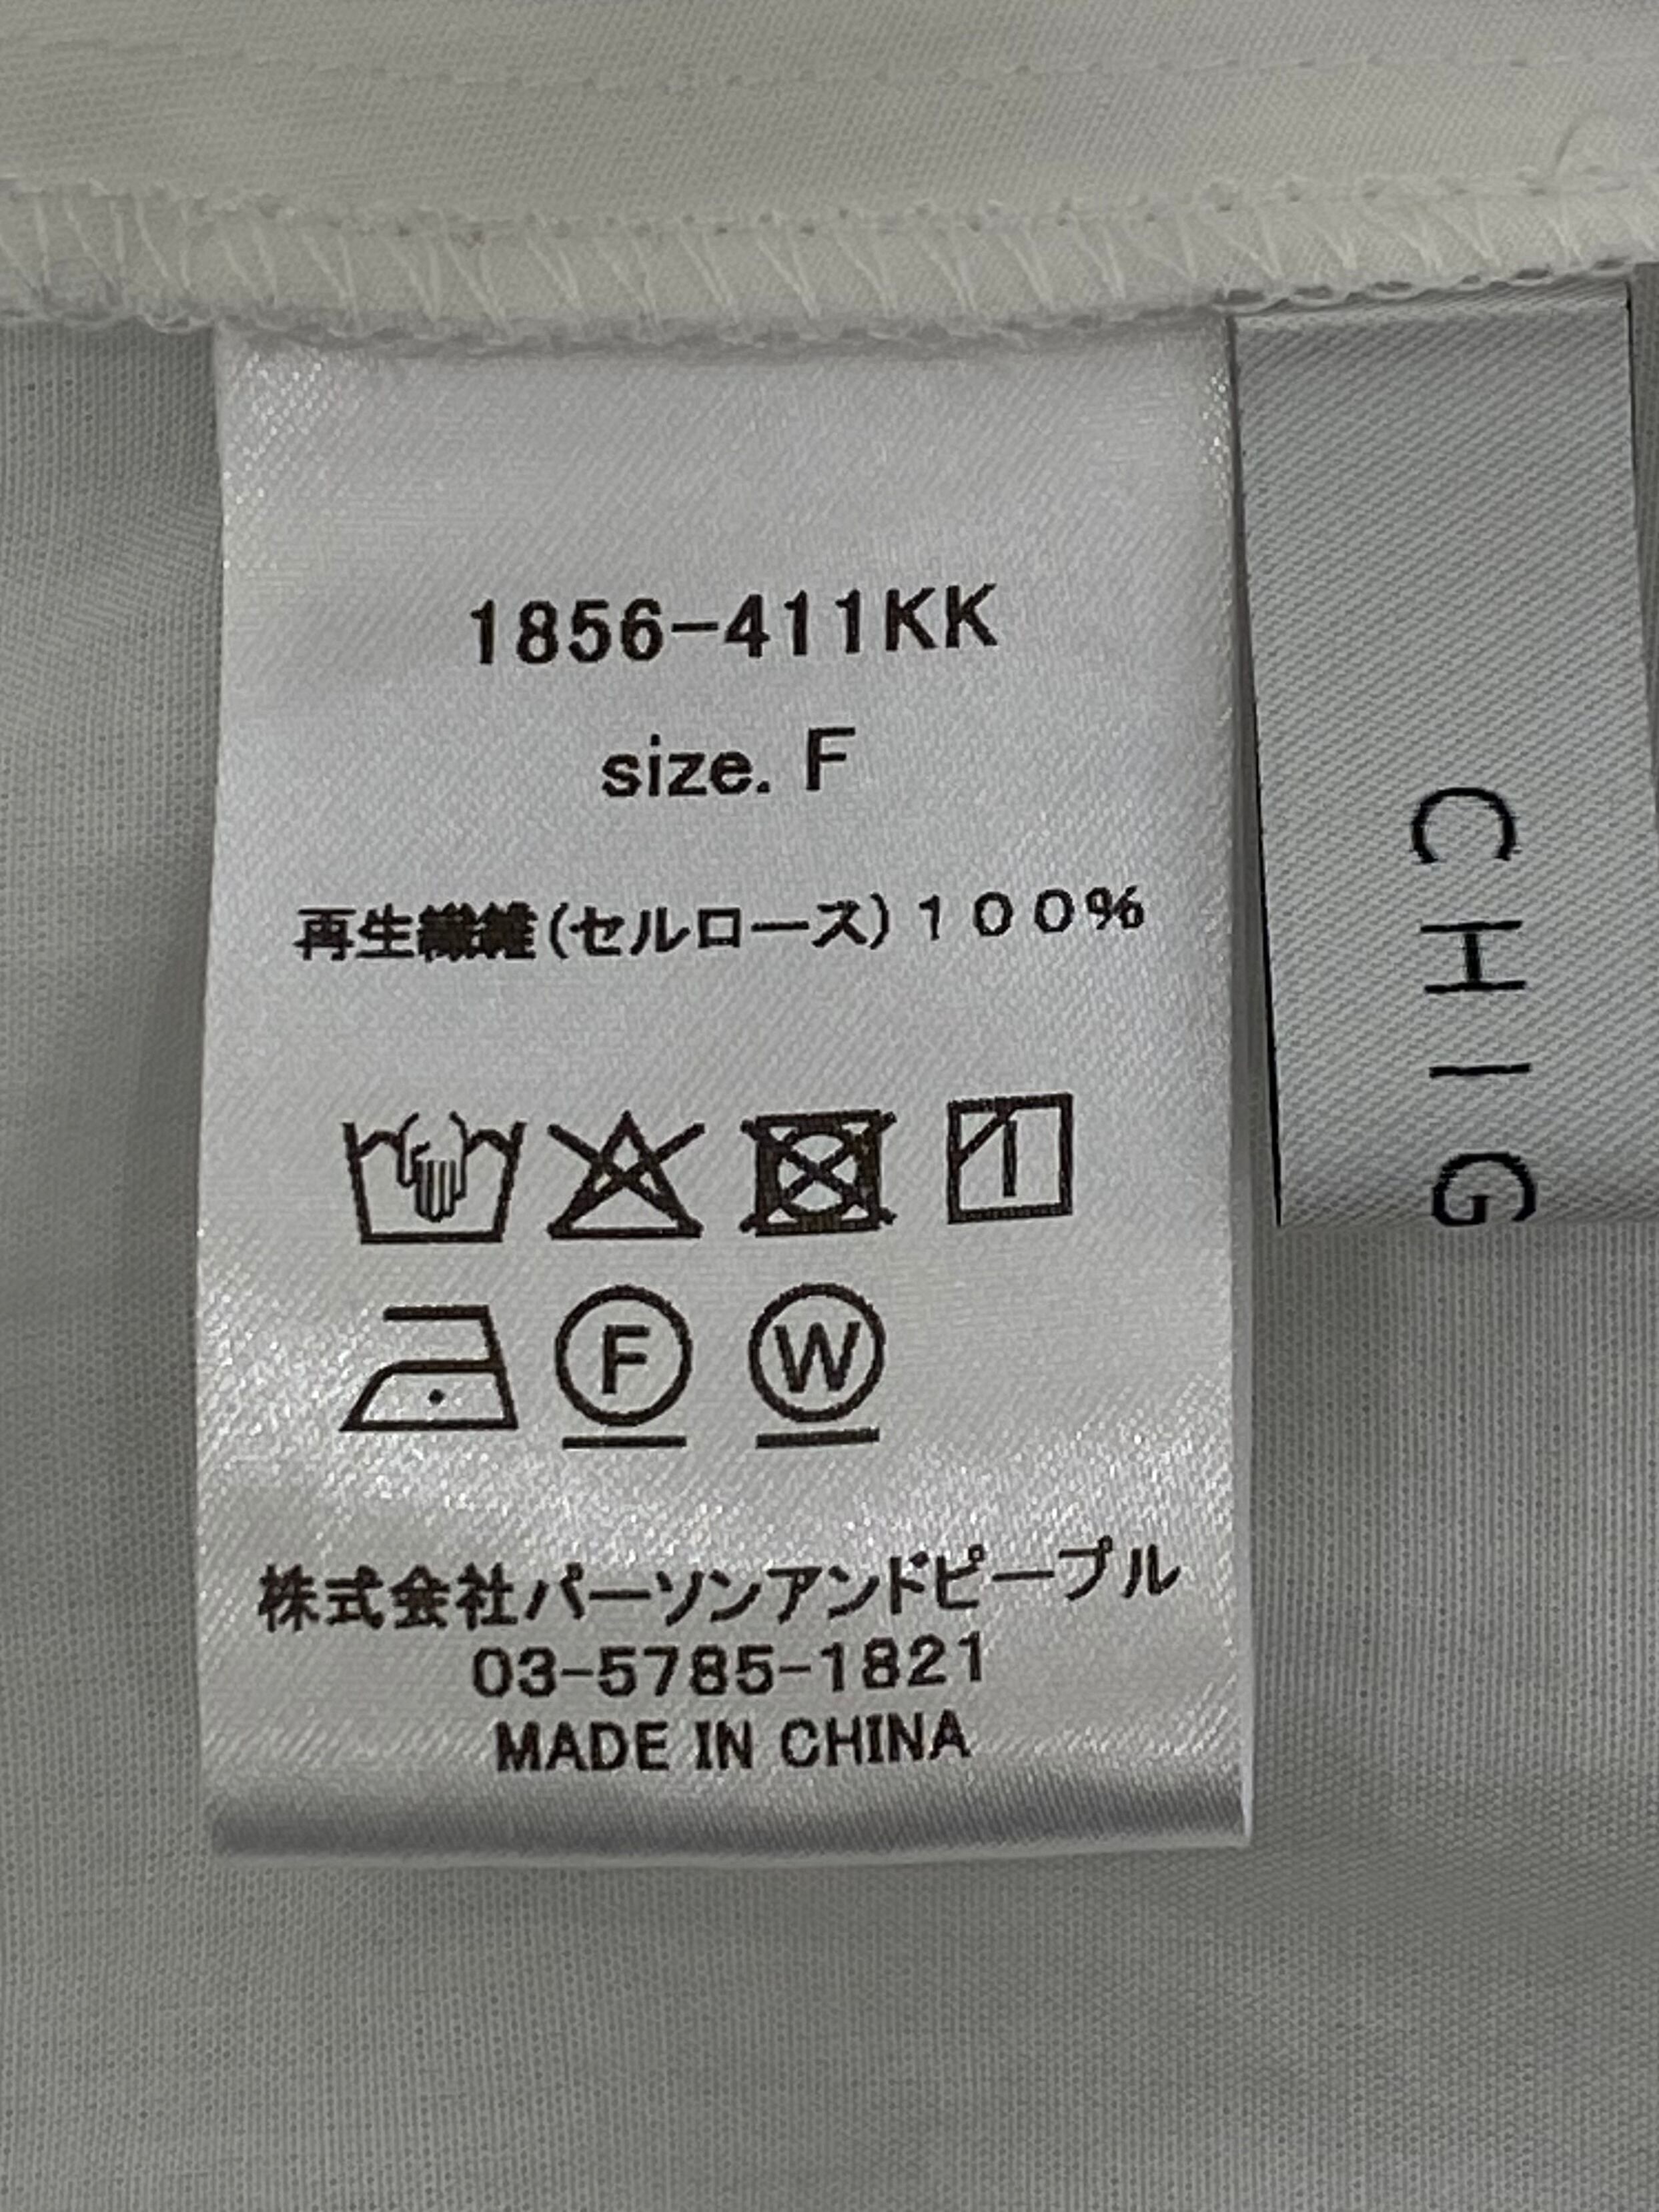 1856-411KK
size. F
再生繊維(セルロース)100%
F
W
株式会社パーソンアンドピープル
03-5785-1821
MADE IN CHINA
CHIG